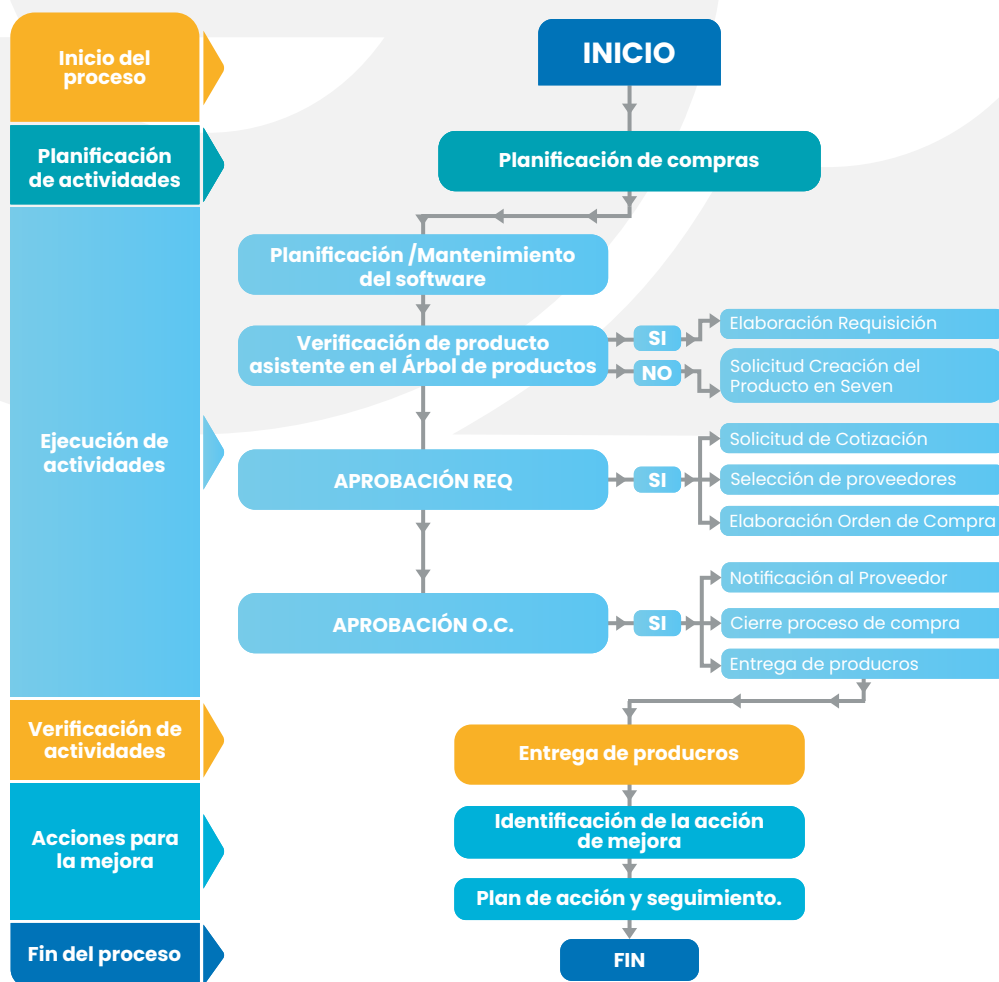 Inicio del
proceso
INICIO
Planificación
de actividades
Planificación de compras
Ejecución de
actividades
Planificación /Mantenimiento
del software
Verificación de producto
asistente en el Árbol de productos
SI
Elaboración Requisición
NO
Solicitud Creación del
Producto en Seven
APROBACIÓN REQ
SI
Solicitud de Cotización
Selección de proveedores
Elaboración Orden de Compra
APROBACIÓN O.C.
SI
Notificación al Proveedor
Cierre proceso de compra
Entrega de producros
Verificación de
actividades
Entrega de producros
Acciones para
la mejora
Identificación de la acción
de mejora
Plan de acción y seguimiento.
Fin del proceso
FIN